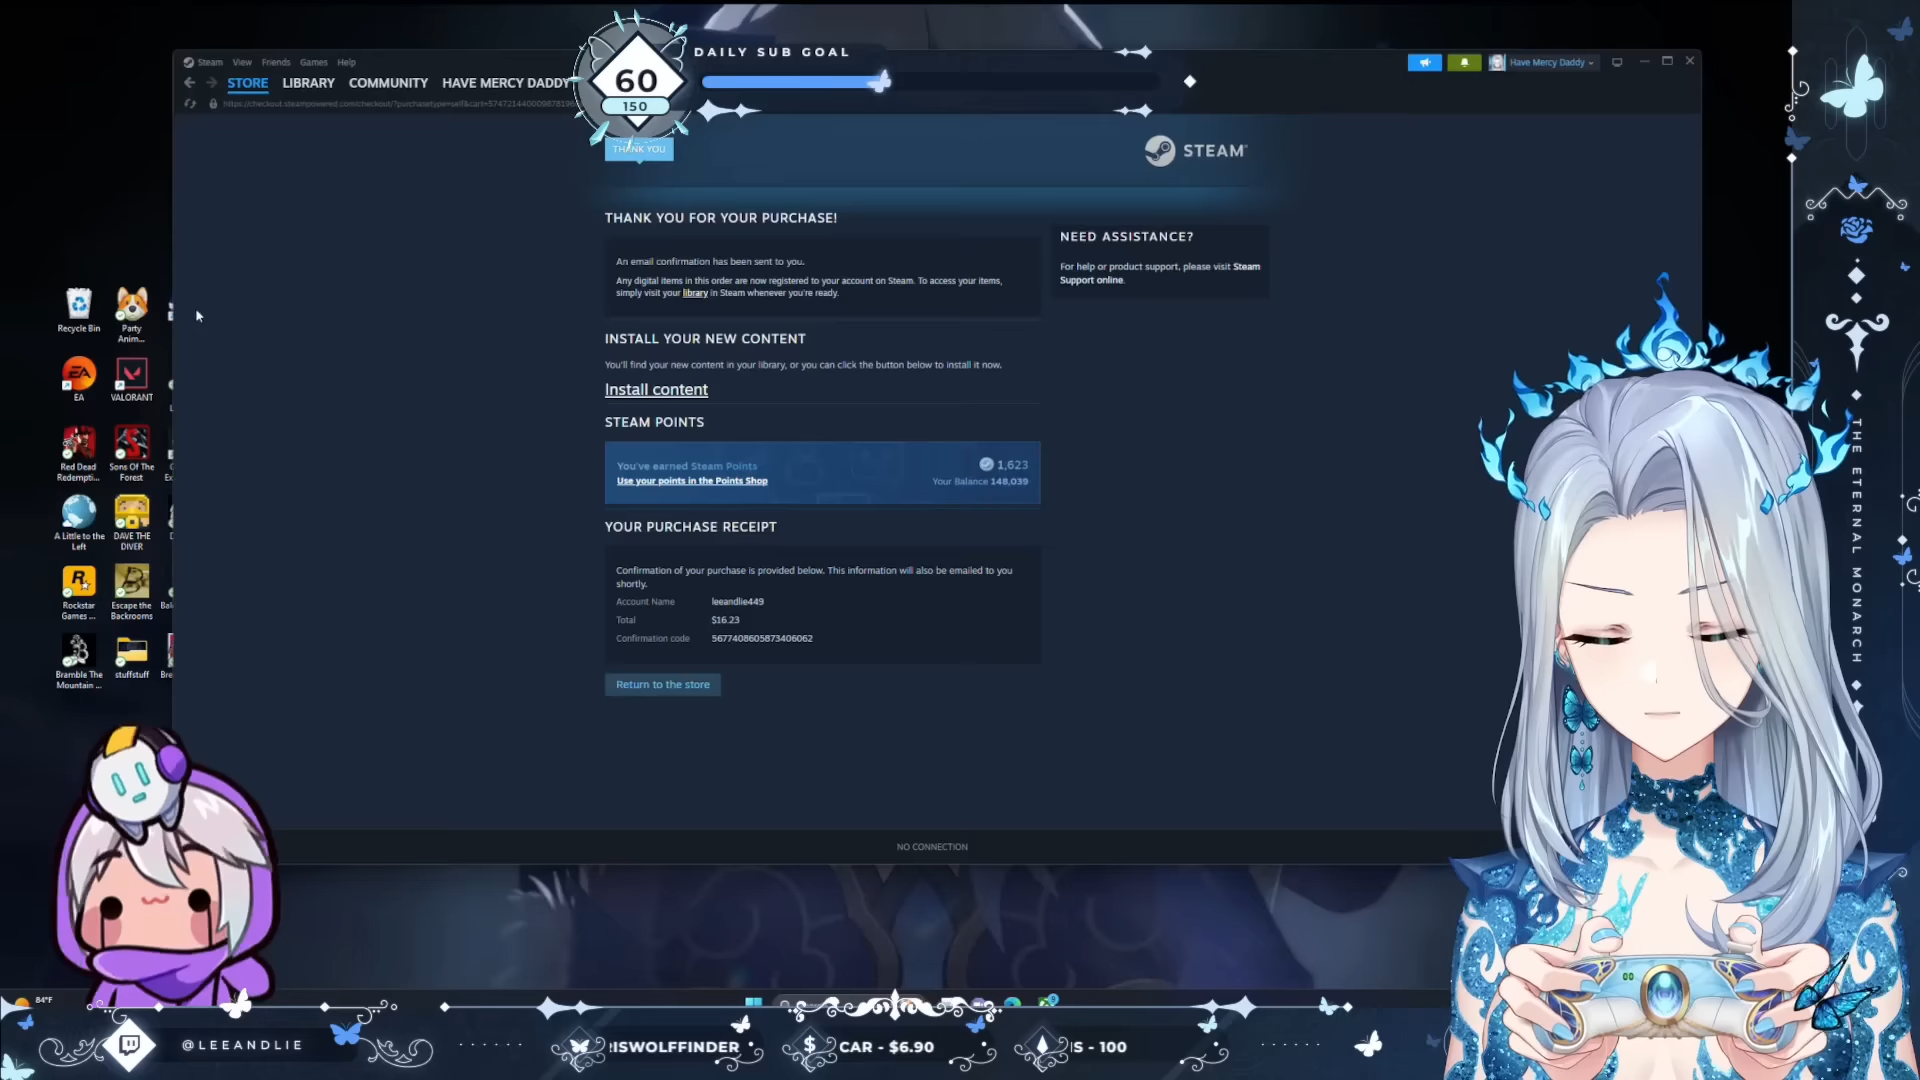 DAILY SUB GOAL
60
150
Steam View Friends Games Help
Have Mercy Daddy
STORE LIBRARY COMMUNITY HAVE MERCY DADDY
THANK YOU
STEAM
THANK YOU FOR YOUR PURCHASE!
An email confirmation has been sent to you.
Any digital items in this order are now registered to your account on Steam. To access your items,
simply visit your library in Steam whenever you're ready.
NEED ASSISTANCE?
For help or product support, please visit Steam
Support online.
INSTALL YOUR NEW CONTENT
You'll find your new content in your library, or you can click the button below to install it now.
Install content
STEAM POINTS
You've earned Steam Points
1,623
Use your points in the Points Shop
Your Balance 148,039
YOUR PURCHASE RECEIPT
Confirmation of your purchase is provided below. This information will also be emailed to you
shortly.
Account Name leeandlie449
Total $16.23
Confirmation code 5677408605873406062
Return to the store
NO CONNECTION
Recycle Bin
Party
Anim...
EA
VALORANT
Red Dead
Redempti...
Sons Of The
Forest
A Little to the
Left
DAVE THE
DIVER
Rockstar
Games ...
Escape the
Backrooms
Bramble The
Mountain ...
stuffstuff
THE ETERNAL MONARCH
84°F
@LEEANDLIE
ISWOLFFINDER
CAR - $6.90
IS - 100